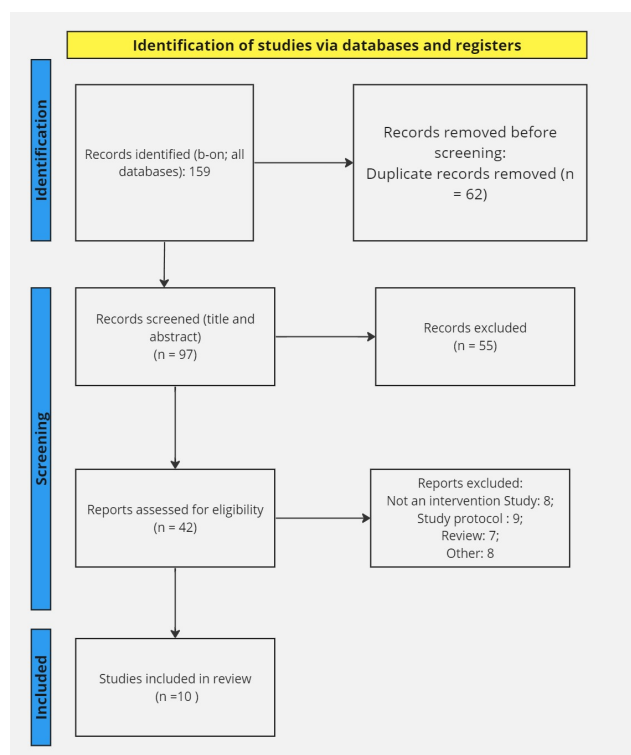 Identification of studies via databases and registers
Identification
Records identified (b-on; all
databases): 159
Records removed before
screening:
Duplicate records removed (n
= 62)
Screening
Records screened (title and
abstract)
(n = 97)
Records excluded
(n = 55)
Reports assessed for eligibility
(n = 42)
Reports excluded:
Not an intervention Study: 8;
Study protocol : 9;
Review: 7;
Other: 8
Included
Studies included in review
(n =10 )